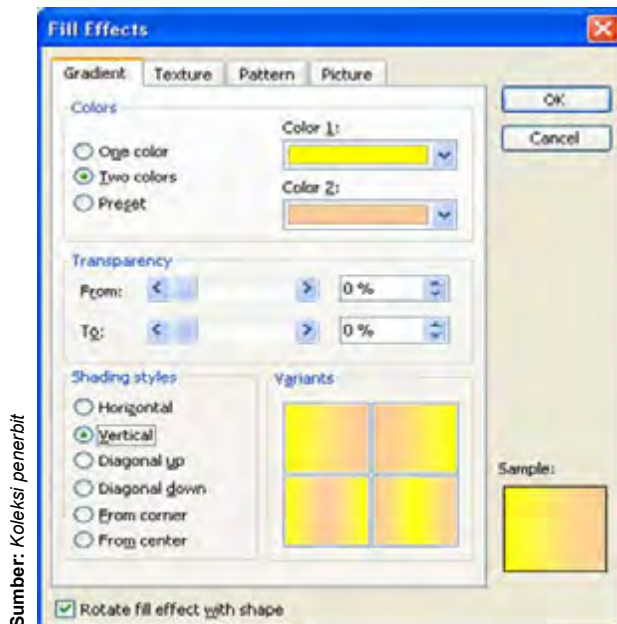 Fill Effects
Gradient Texture Pattern Picture
OK
Cancel
Colors
One color
Two colors
Preset
Color 1:
Color 2:
Transparency
From: 0 %
To: 0 %
Shading styles
Horizontal
Vertical
Diagonal up
Diagonal down
From corner
From center
Variants
Sample:
Rotate fill effect with shape
Sumber: Koleksi penerbit